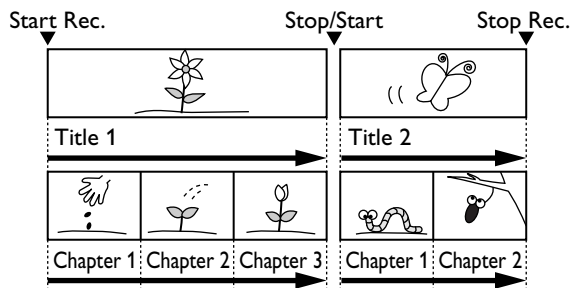 Start Rec. Stop/Start Stop Rec.
Title 1 Title 2
Chapter 1 Chapter 2 Chapter 3 Chapter 1 Chapter 2